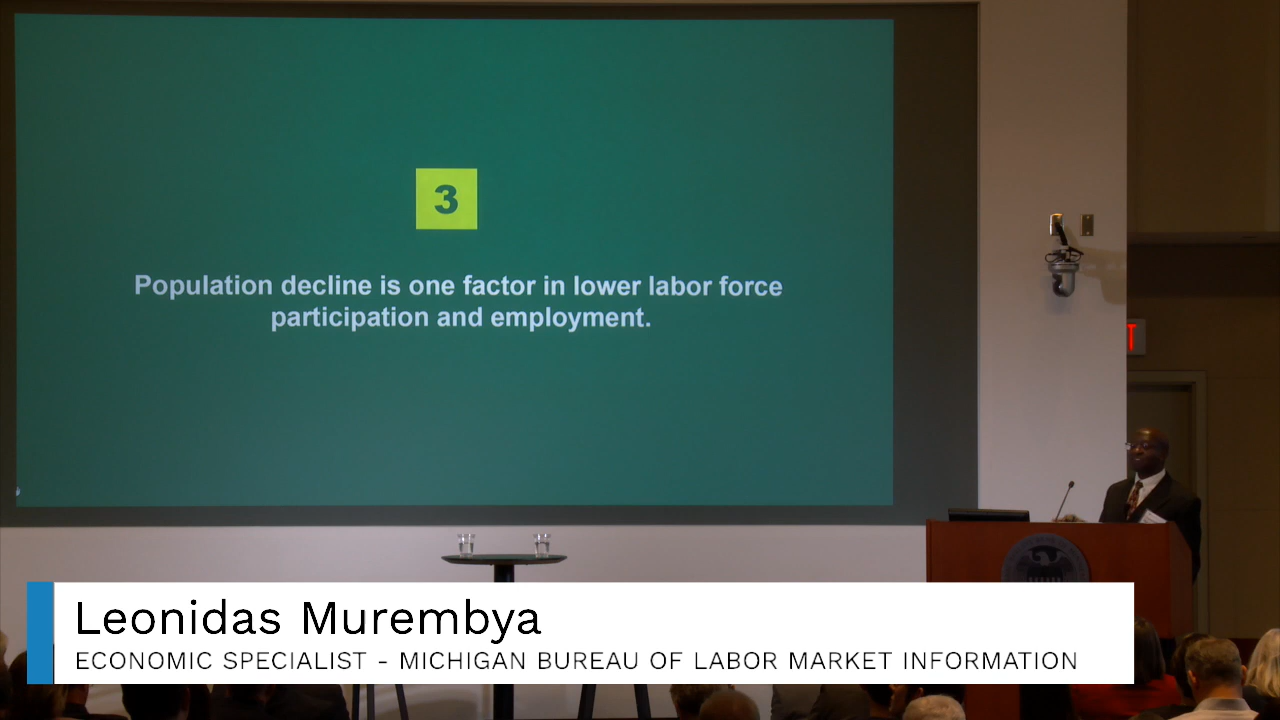 3
Population decline is one factor in lower labor force
participation and employment.
Leonidas Murembya
ECONOMIC SPECIALIST - MICHIGAN BUREAU OF LABOR MARKET INFORMATION